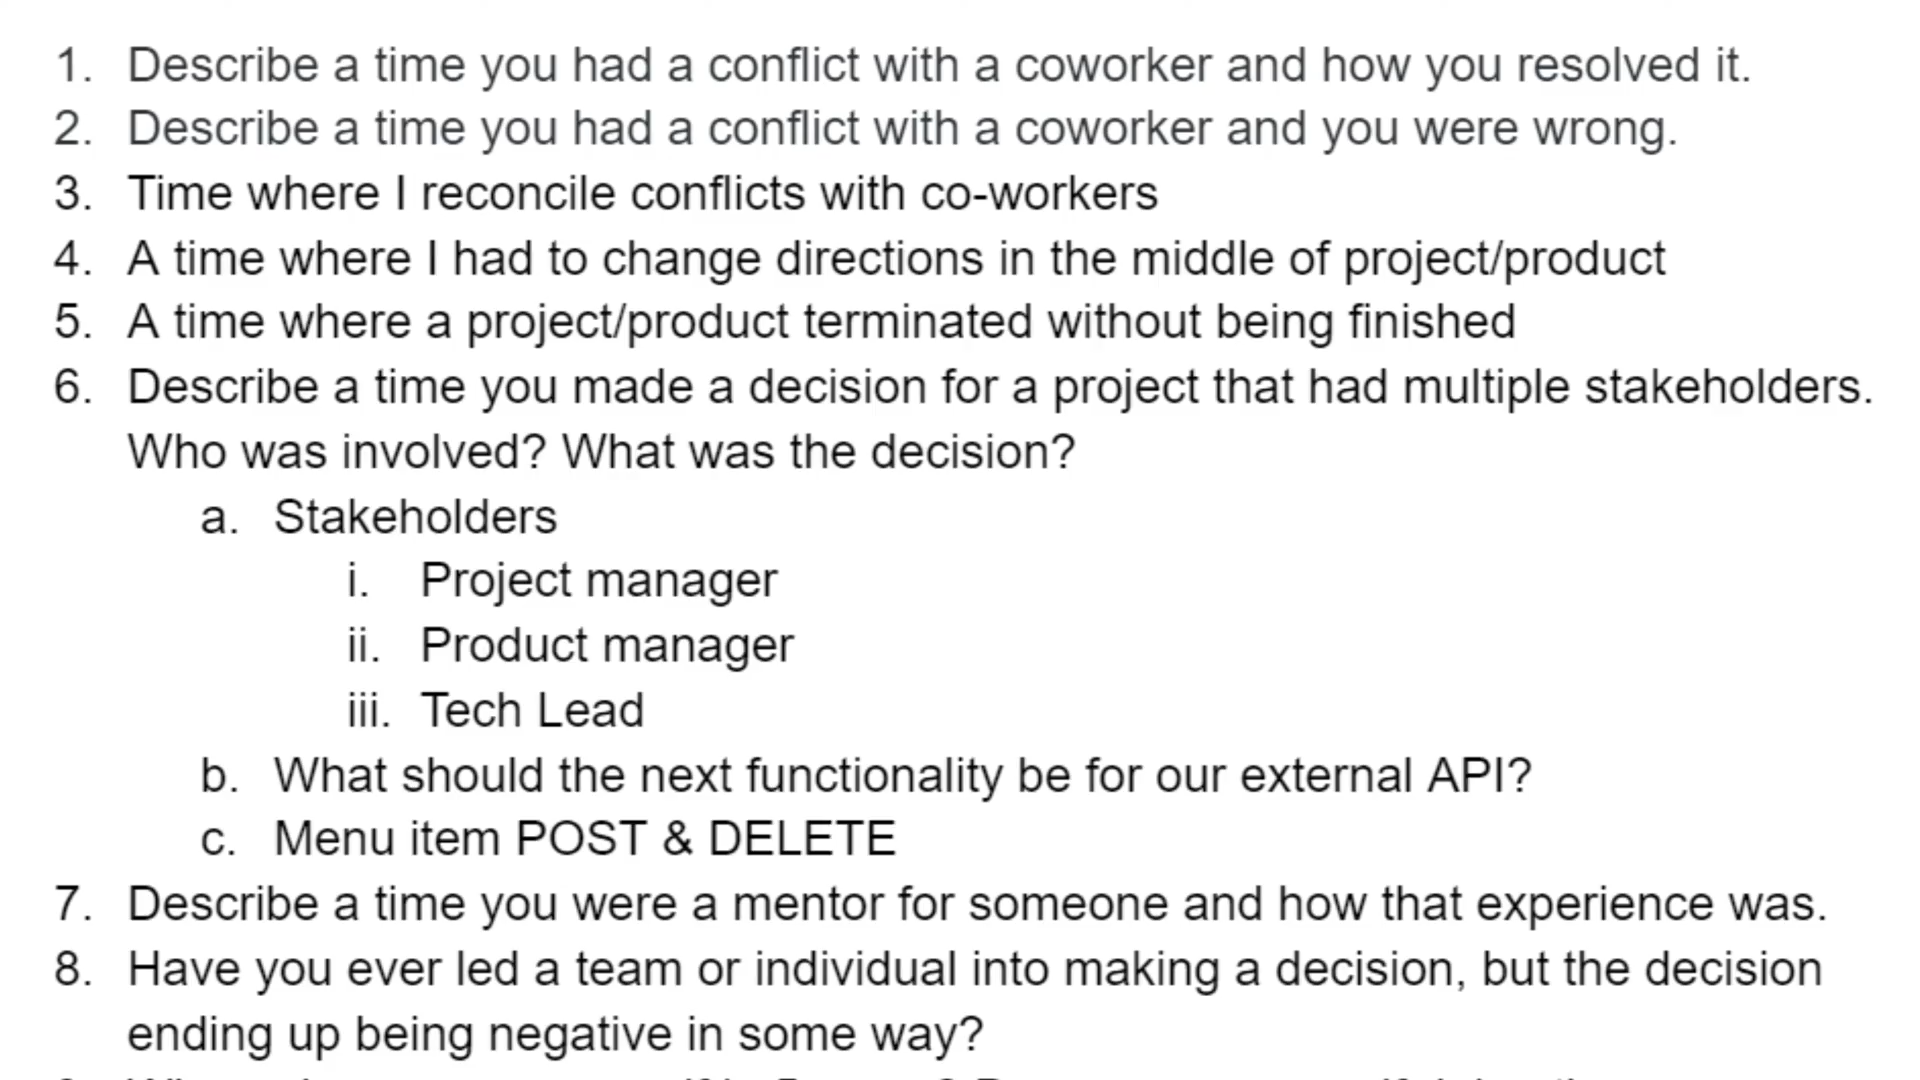 1. Describe a time you had a conflict with a coworker and how you resolved it.
2. Describe a time you had a conflict with a coworker and you were wrong.
3. Time where I reconcile conflicts with co-workers
4. A time where I had to change directions in the middle of project/product
5. A time where a project/product terminated without being finished
6. Describe a time you made a decision for a project that had multiple stakeholders.
Who was involved? What was the decision?
a. Stakeholders
i. Project manager
ii. Product manager
iii. Tech Lead
b. What should the next functionality be for our external API?
c. Menu item POST & DELETE
7. Describe a time you were a mentor for someone and how that experience was.
8. Have you ever led a team or individual into making a decision, but the decision
ending up being negative in some way?